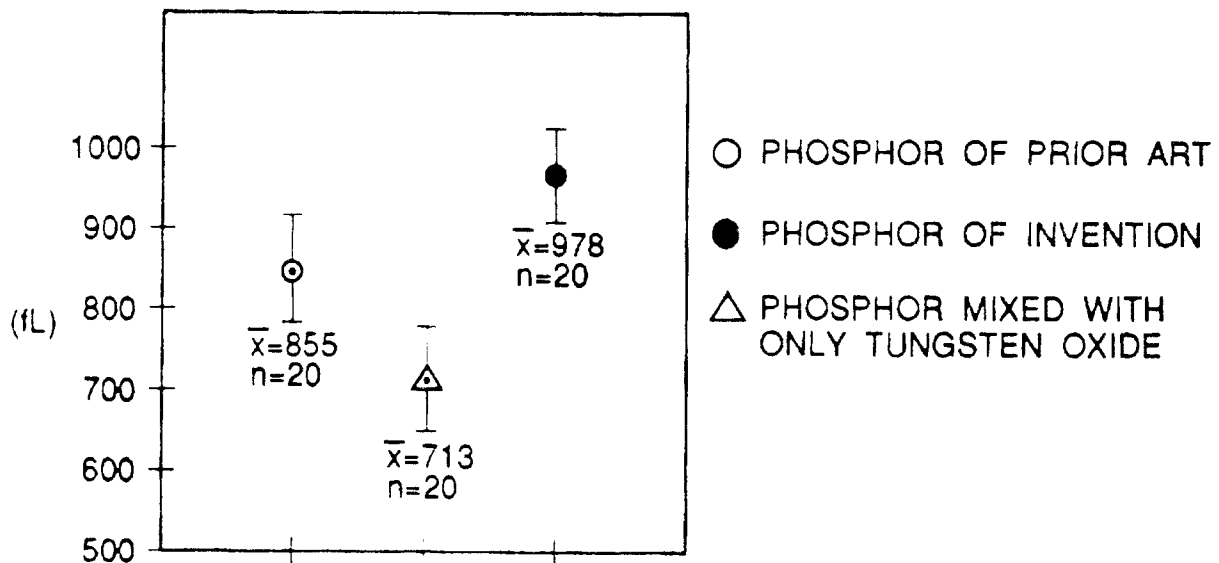 1000
900
800
700
600
500
(fL)
x̄=855
n=20
x̄=713
n=20
x̄=978
n=20
PHOSPHOR OF PRIOR ART
PHOSPHOR OF INVENTION
PHOSPHOR MIXED WITH
ONLY TUNGSTEN OXIDE